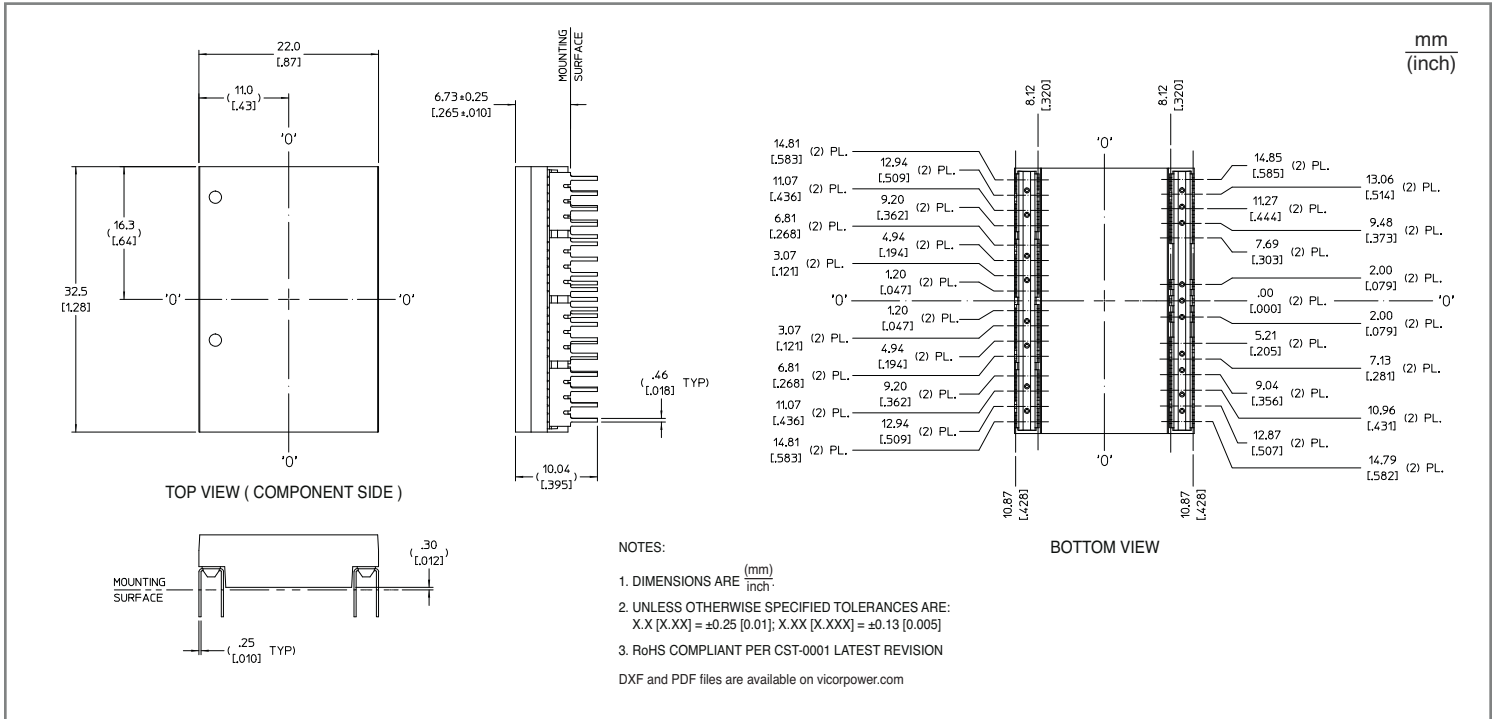 mm
(inch)
22.0
[.87]
( 11.0 )
[.43]
'0'
( 16.3 )
[.64]
32.5
[1.28]
'0'
'0'
'0'
TOP VIEW ( COMPONENT SIDE )
MOUNTING
SURFACE
6.73±0.25
[.265±.010]
( .46 TYP)
[.018]
( 10.04 )
[.395]
MOUNTING
SURFACE
( .30 )
[.012]
( .25 TYP)
[.010]
8.12
[.320]
8.12
[.320]
'0'
14.81
[.583] (2) PL.
12.94
[.509] (2) PL.
11.07
[.436] (2) PL.
9.20
[.362] (2) PL.
6.81
[.268] (2) PL.
4.94
[.194] (2) PL.
3.07
[.121] (2) PL.
1.20
[.047] (2) PL.
'0'
1.20
[.047] (2) PL.
3.07
[.121] (2) PL.
4.94
[.194] (2) PL.
6.81
[.268] (2) PL.
9.20
[.362] (2) PL.
11.07
[.436] (2) PL.
12.94
[.509] (2) PL.
14.81
[.583] (2) PL.
14.85
[.585] (2) PL.
13.06
[.514] (2) PL.
11.27
[.444] (2) PL.
9.48
[.373] (2) PL.
7.69
[.303] (2) PL.
2.00
[.079] (2) PL.
.00
[.000] (2) PL.
'0'
2.00
[.079] (2) PL.
5.21
[.205] (2) PL.
7.13
[.281] (2) PL.
9.04
[.356] (2) PL.
10.96
[.431] (2) PL.
12.87
[.507] (2) PL.
14.79
[.582] (2) PL.
'0'
10.87
[.428]
10.87
[.428]
BOTTOM VIEW
NOTES:
1. DIMENSIONS ARE (mm)
inch.
2. UNLESS OTHERWISE SPECIFIED TOLERANCES ARE:
X.X [X.XX] = ±0.25 [0.01]; X.XX [X.XXX] = ±0.13 [0.005]
3. RoHS COMPLIANT PER CST-0001 LATEST REVISION
DXF and PDF files are available on vicorpower.com